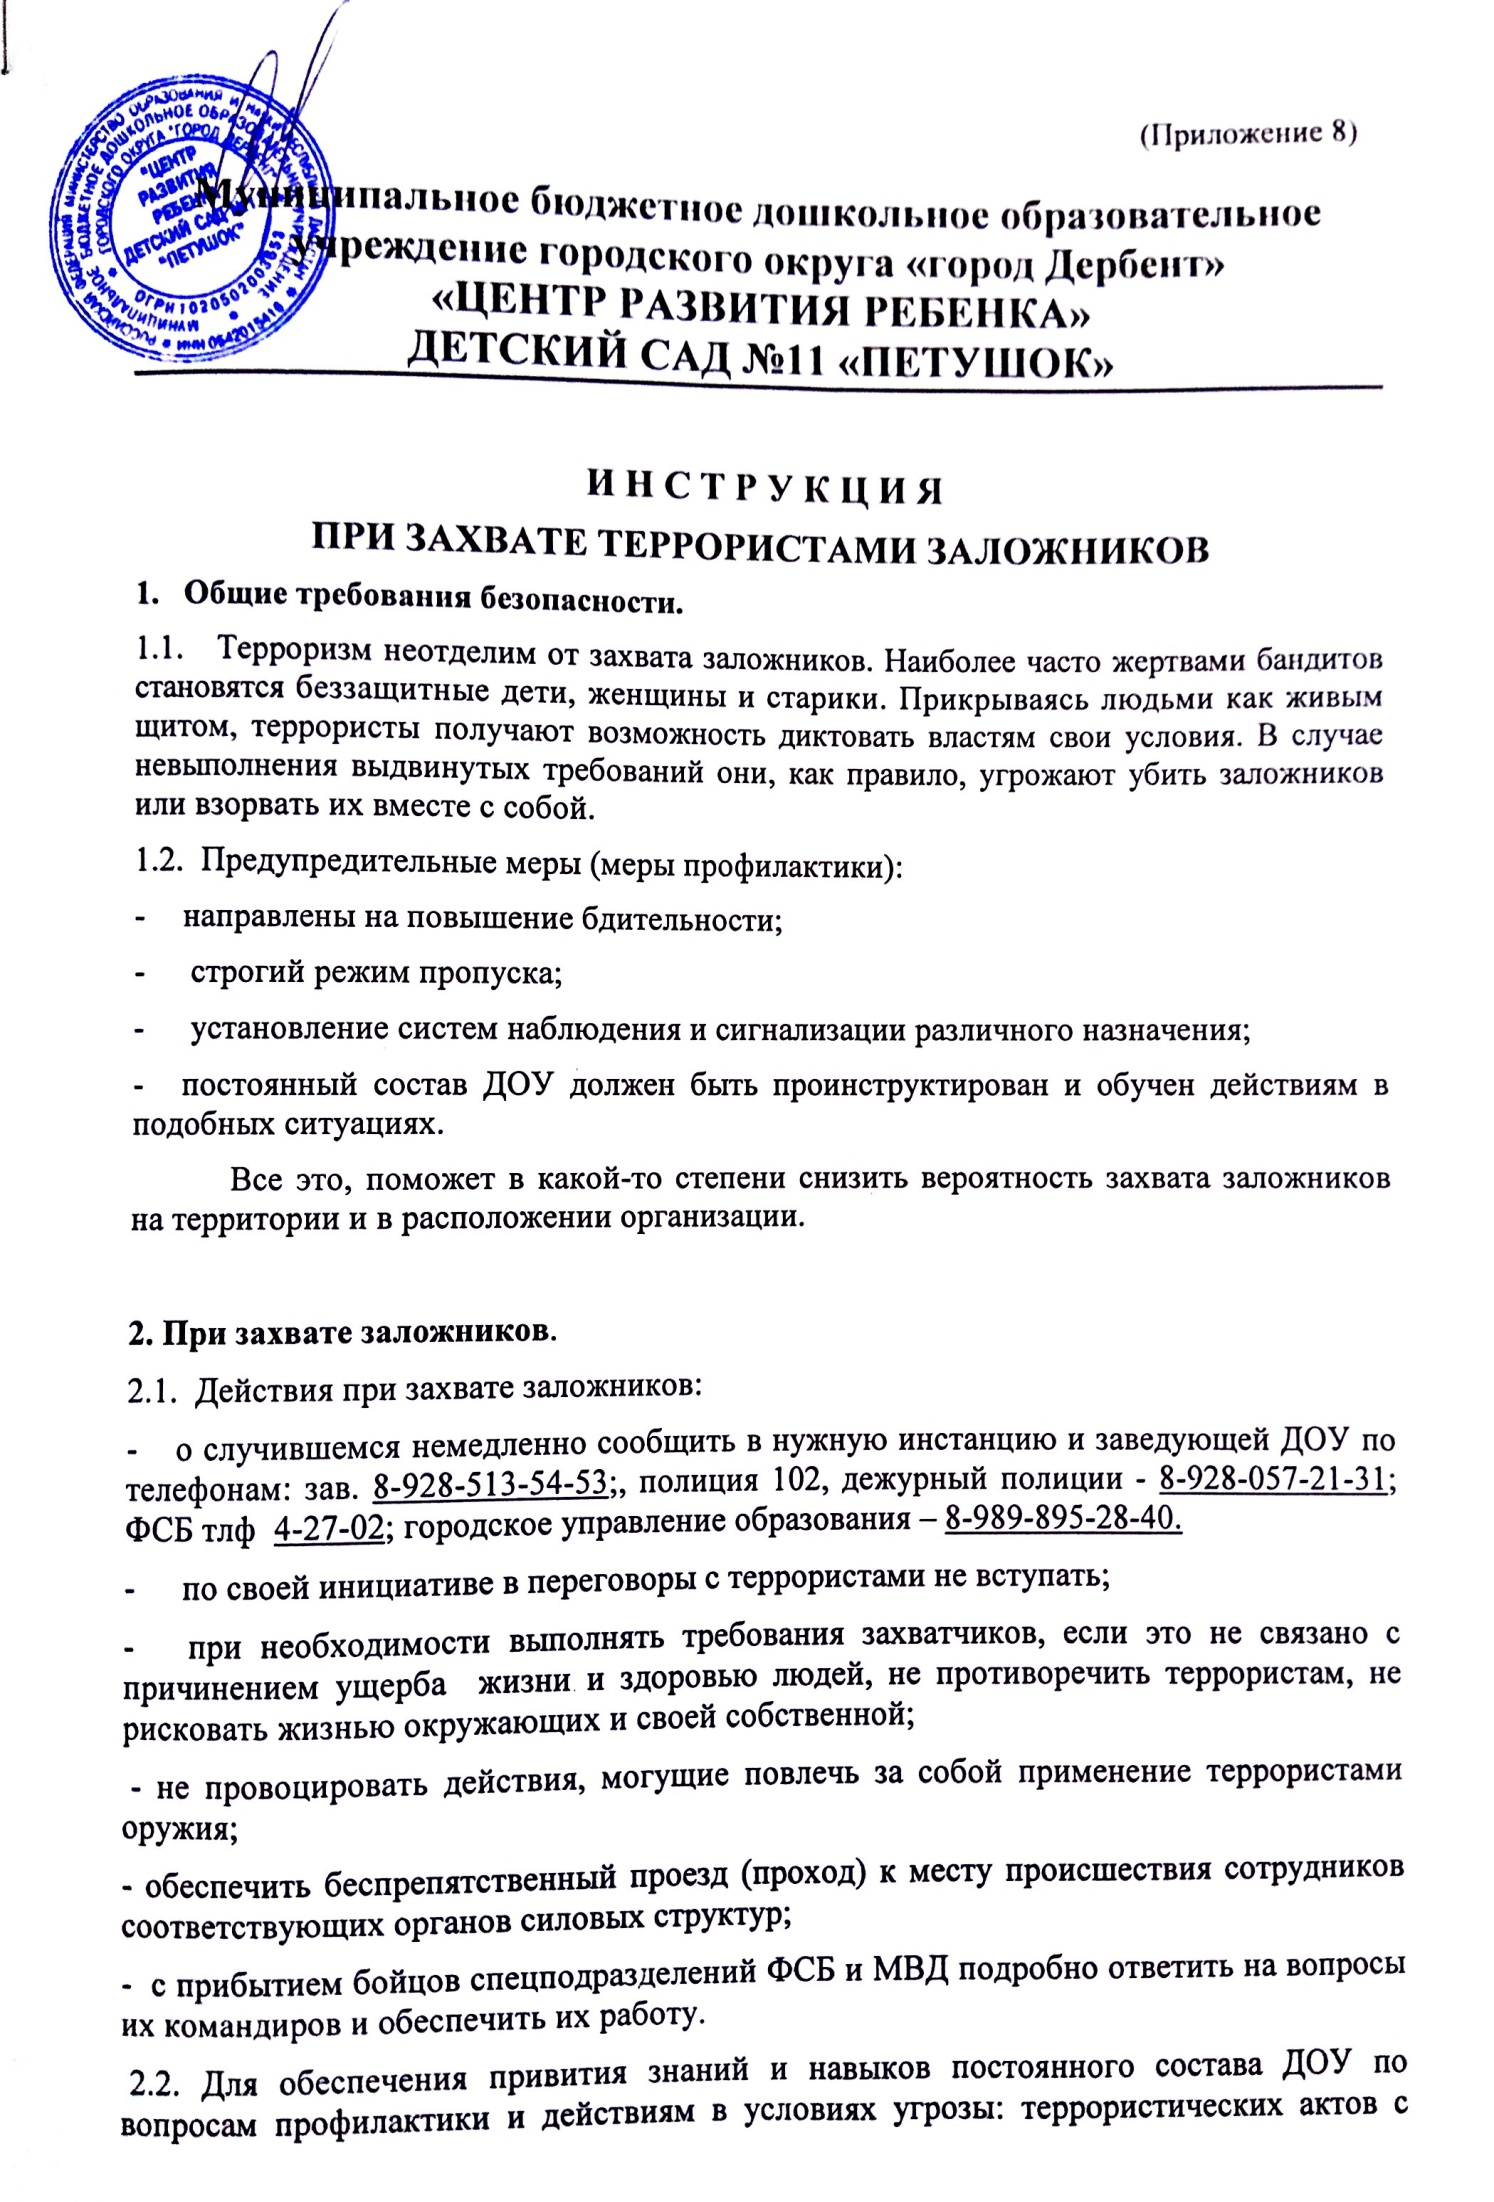 (Приложение 8)
Муниципальное бюджетное дошкольное образовательное
учреждение городского округа «город Дербент»
«ЦЕНТР РАЗВИТИЯ РЕБЕНКА»
ДЕТСКИЙ САД №11 «ПЕТУШОК»
"ЦЕНТР
РАЗВИТИЯ
РЕБЕНКА
ДЕТСКИЙ САД
"ПЕТУШОК"
И Н С Т Р У К Ц И Я
ПРИ ЗАХВАТЕ ТЕРРОРИСТАМИ ЗАЛОЖНИКОВ
1. Общие требования безопасности.
1.1. Терроризм неотделим от захвата заложников. Наиболее часто жертвами бандитов
становятся беззащитные дети, женщины и старики. Прикрываясь людьми как живым
щитом, террористы получают возможность диктовать властям свои условия. В случае
невыполнения выдвинутых требований они, как правило, угрожают убить заложников
или взорвать их вместе с собой.
1.2. Предупредительные меры (меры профилактики):
- направлены на повышение бдительности;
- строгий режим пропуска;
- установление систем наблюдения и сигнализации различного назначения;
- постоянный состав ДОУ должен быть проинструктирован и обучен действиям в
подобных ситуациях.
Все это, поможет в какой-то степени снизить вероятность захвата заложников
на территории и в расположении организации.
2. При захвате заложников.
2.1. Действия при захвате заложников:
- о случившемся немедленно сообщить в нужную инстанцию и заведующей ДОУ по
телефонам: зав. 8-928-513-54-53;, полиция 102, дежурный полиции - 8-928-057-21-31;
ФСБ тлф 4-27-02; городское управление образования – 8-989-895-28-40.
- по своей инициативе в переговоры с террористами не вступать;
- при необходимости выполнять требования захватчиков, если это не связано с
причинением ущерба жизни и здоровью людей, не противоречить террористам, не
рисковать жизнью окружающих и своей собственной;
- не провоцировать действия, могущие повлечь за собой применение террористами
оружия;
- обеспечить беспрепятственный проезд (проход) к месту происшествия сотрудников
соответствующих органов силовых структур;
- с прибытием бойцов спецподразделений ФСБ и МВД подробно ответить на вопросы
их командиров и обеспечить их работу.
2.2. Для обеспечения привития знаний и навыков постоянного состава ДОУ по
вопросам профилактики и действиям в условиях угрозы: террористических актов с